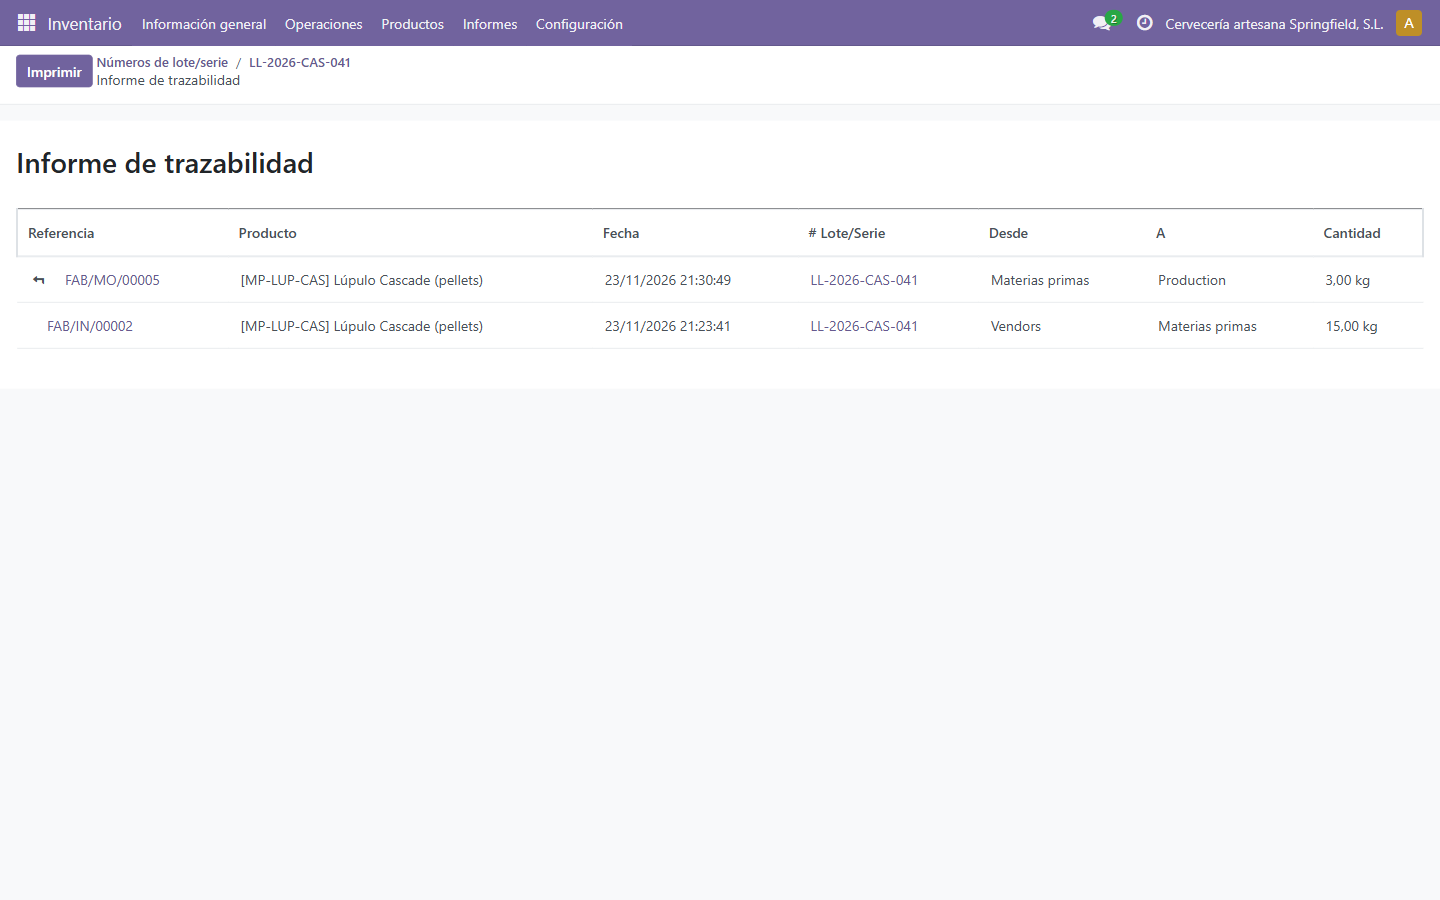 Inventario Información general Operaciones Productos Informes Configuración 2 Cervecería artesana Springfield, S.L. A
Imprimir Números de lote/serie / LL-2026-CAS-041
Informe de trazabilidad
Informe de trazabilidad
Referencia Producto Fecha # Lote/Serie Desde A Cantidad
FAB/MO/00005 [MP-LUP-CAS] Lúpulo Cascade (pellets) 23/11/2026 21:30:49 LL-2026-CAS-041 Materias primas Production 3,00 kg
FAB/IN/00002 [MP-LUP-CAS] Lúpulo Cascade (pellets) 23/11/2026 21:23:41 LL-2026-CAS-041 Vendors Materias primas 15,00 kg